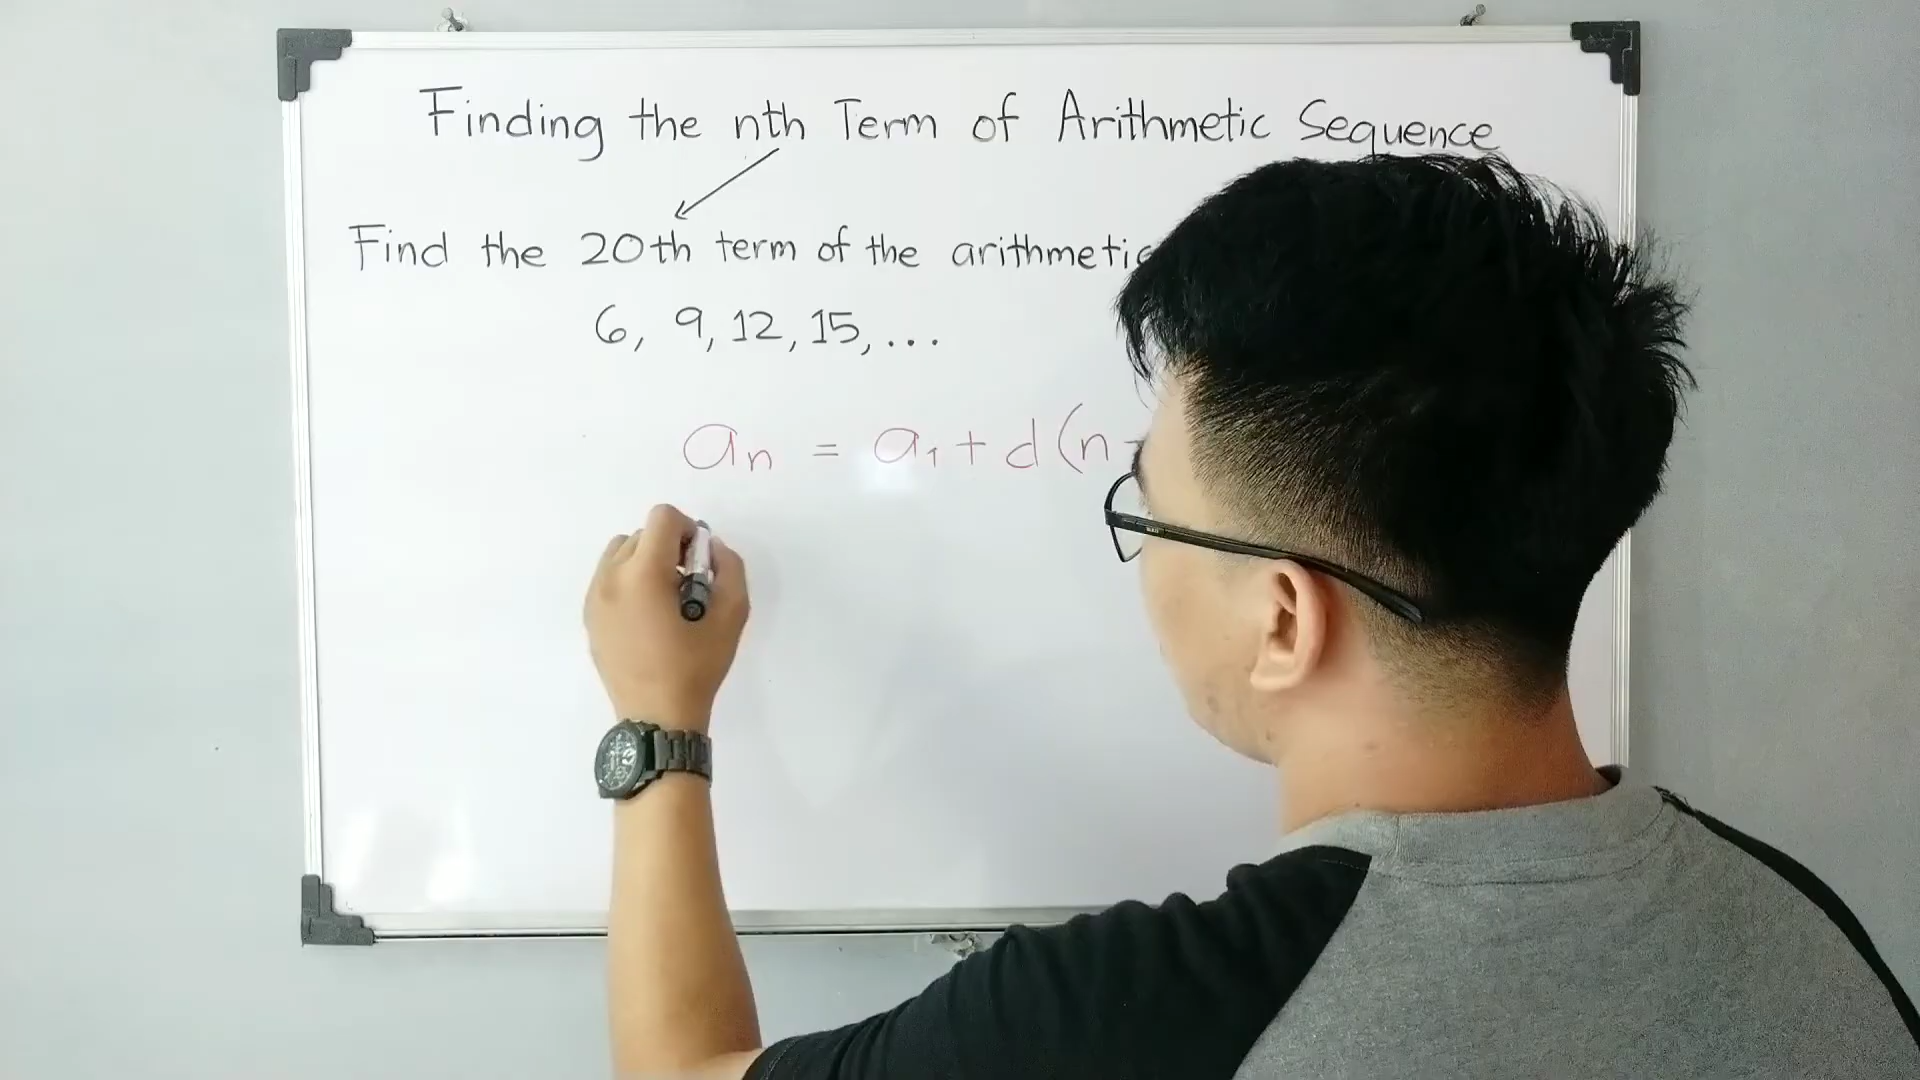 Finding the nth Term of Arithmetic Sequence
Find the 20th term of the arithmetic
6, 9, 12, 15, ...
an = a1 + d(n -